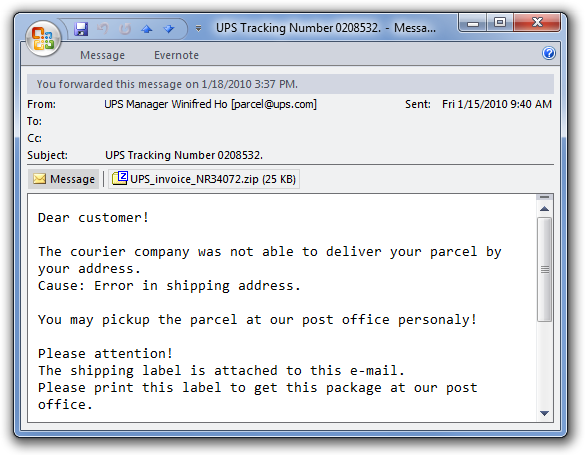 UPS Tracking Number 0208532. - Messa...
Message Evernote
You forwarded this message on 1/18/2010 3:37 PM.
From: UPS Manager Winifred Ho [parcel@ups.com] Sent: Fri 1/15/2010 9:40 AM
To:
Cc:
Subject: UPS Tracking Number 0208532.
Message UPS_invoice_NR34072.zip (25 KB)
Dear customer!
The courier company was not able to deliver your parcel by
your address.
Cause: Error in shipping address.
You may pickup the parcel at our post office personaly!
Please attention!
The shipping label is attached to this e-mail.
Please print this label to get this package at our post
office.